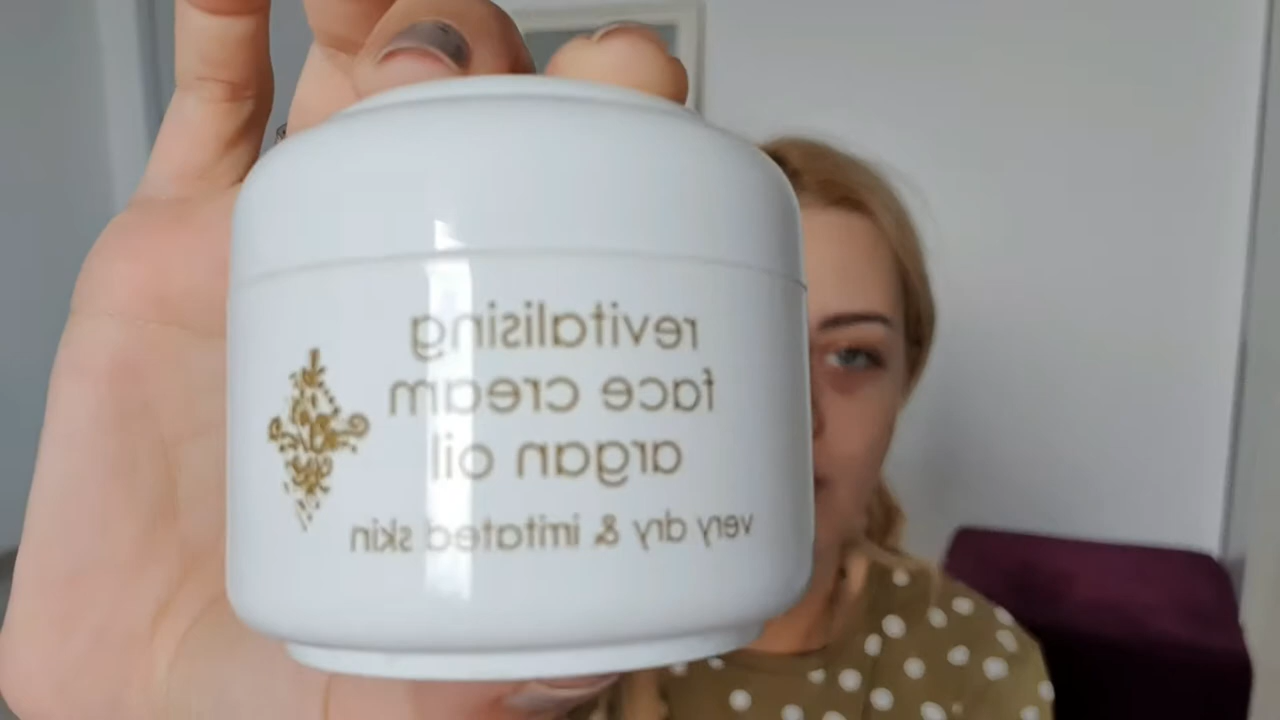 revitalising
face cream
argan oil
very dry & irritated skin